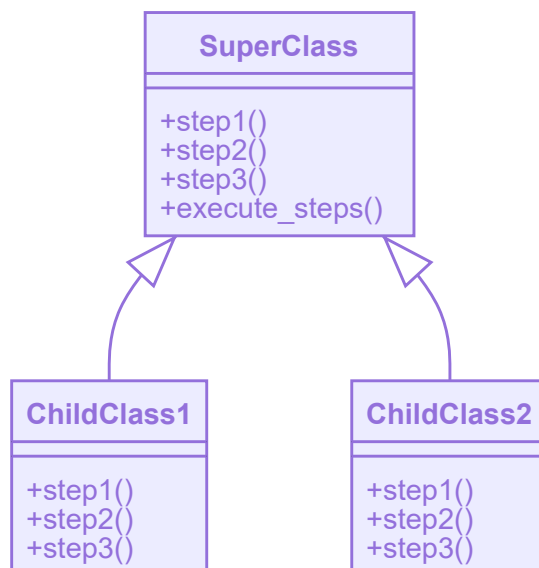 SuperClass
+step1()
+step2()
+step3()
+execute_steps()
ChildClass1
+step1()
+step2()
+step3()
ChildClass2
+step1()
+step2()
+step3()